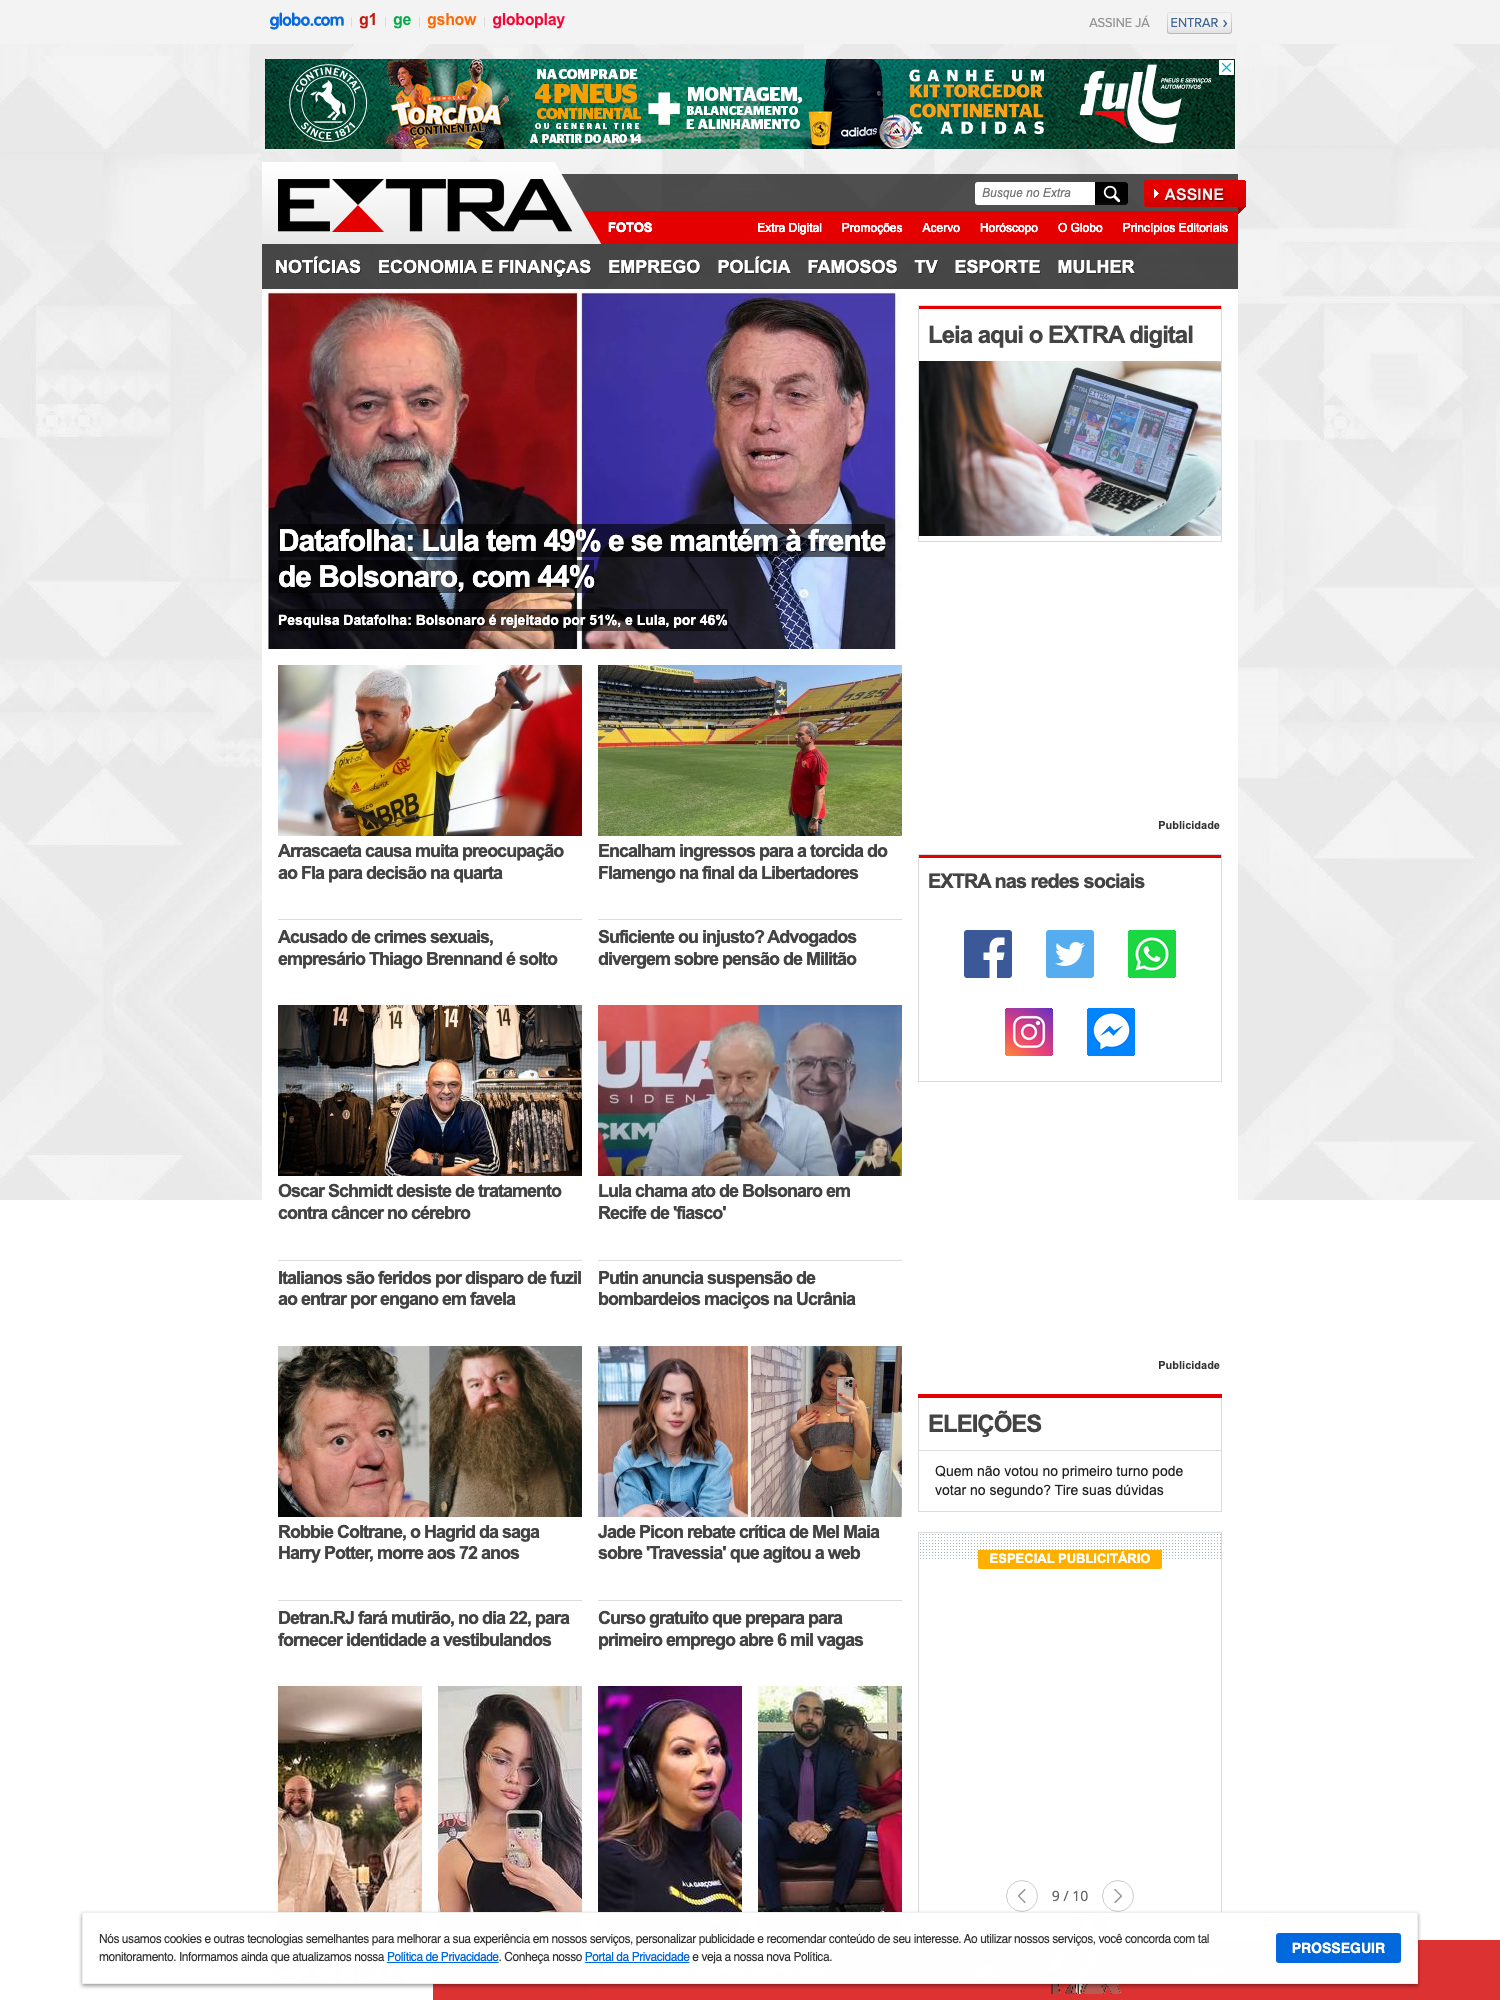 globo.com g1 ge gshow globoplay
ASSINE JÁ ENTRAR
CONTINENTAL
SINCE 1871
TORCIDA
CONTINENTAL
NA COMPRA DE
4 PNEUS
CONTINENTAL
OU GENERAL TIRE
A PARTIR DO ARO 14
MONTAGEM,
BALANCEAMENTO
E ALINHAMENTO
adidas
GANHE UM
KIT TORCEDOR
CONTINENTAL
& ADIDAS
full
PNEUS E SERVIÇOS
AUTOMOTIVOS
EXTRA
Busque no Extra
ASSINE
FOTOS
Extra Digital Promoções Acervo Horóscopo O Globo Princípios Editoriais
NOTÍCIAS ECONOMIA E FINANÇAS EMPREGO POLÍCIA FAMOSOS TV ESPORTE MULHER
Datafolha: Lula tem 49% e se mantém à frente
de Bolsonaro, com 44%
Pesquisa Datafolha: Bolsonaro é rejeitado por 51%, e Lula, por 46%
Leia aqui o EXTRA digital
Publicidade
BRB
1925
Arrascaeta causa muita preocupação
ao Fla para decisão na quarta
Encalham ingressos para a torcida do
Flamengo na final da Libertadores
EXTRA nas redes sociais
Acusado de crimes sexuais,
empresário Thiago Brennand é solto
Suficiente ou injusto? Advogados
divergem sobre pensão de Militão
14 14 14 14
ULA
SIDENT
Oscar Schmidt desiste de tratamento
contra câncer no cérebro
Lula chama ato de Bolsonaro em
Recife de 'fiasco'
Italianos são feridos por disparo de fuzil
ao entrar por engano em favela
Putin anuncia suspensão de
bombardeios maciços na Ucrânia
Publicidade
ELEIÇÕES
Quem não votou no primeiro turno pode
votar no segundo? Tire suas dúvidas
Robbie Coltrane, o Hagrid da saga
Harry Potter, morre aos 72 anos
Jade Picon rebate crítica de Mel Maia
sobre 'Travessia' que agitou a web
ESPECIAL PUBLICITÁRIO
Detran.RJ fará mutirão, no dia 22, para
fornecer identidade a vestibulandos
Curso gratuito que prepara para
primeiro emprego abre 6 mil vagas
À LA GARÇONNE
9 / 10
Nós usamos cookies e outras tecnologias semelhantes para melhorar a sua experiência em nossos serviços, personalizar publicidade e recomendar conteúdo de seu interesse. Ao utilizar nossos serviços, você concorda com tal
monitoramento. Informamos ainda que atualizamos nossa Política de Privacidade. Conheça nosso Portal da Privacidade e veja a nossa nova Política.
PROSSEGUIR